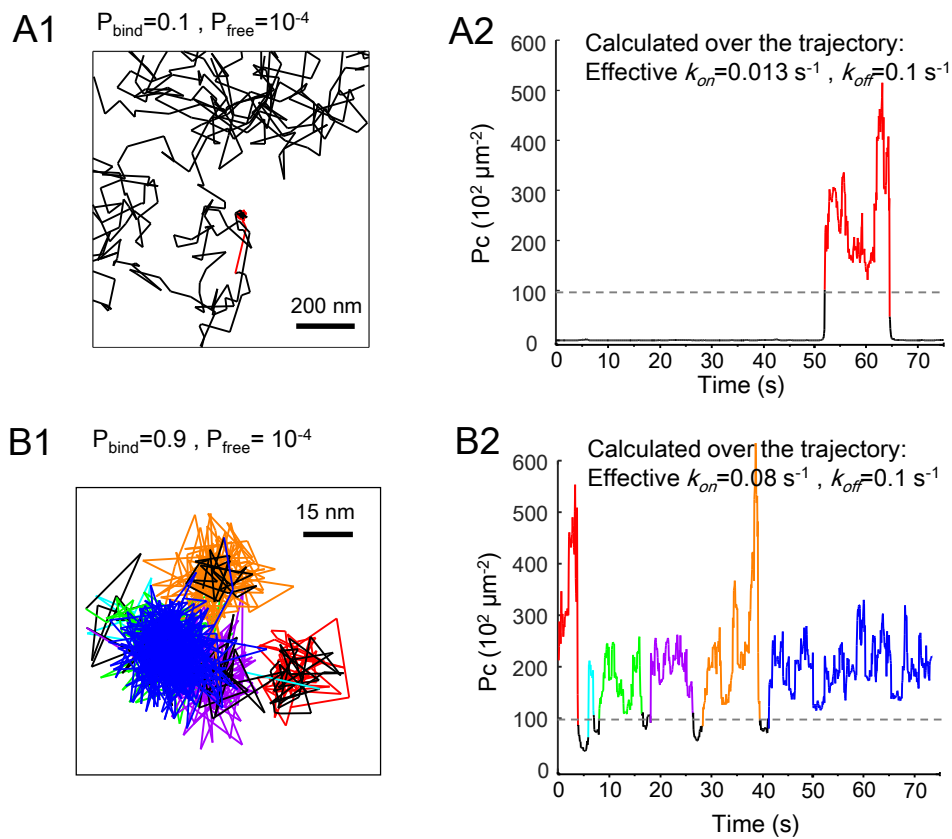 A1
P_bind=0.1 , P_free=10^-4
200 nm
A2
Calculated over the trajectory:
Effective k_on=0.013 s^-1 , k_off=0.1 s^-1
Pc (10^2 µm^-2)
600
500
400
300
200
100
0
0 10 20 30 40 50 60 70
Time (s)
B1
P_bind=0.9 , P_free= 10^-4
15 nm
B2
Calculated over the trajectory:
Effective k_on=0.08 s^-1 , k_off=0.1 s^-1
Pc (10^2 µm^-2)
600
500
400
300
200
100
0
0 10 20 30 40 50 60 70
Time (s)